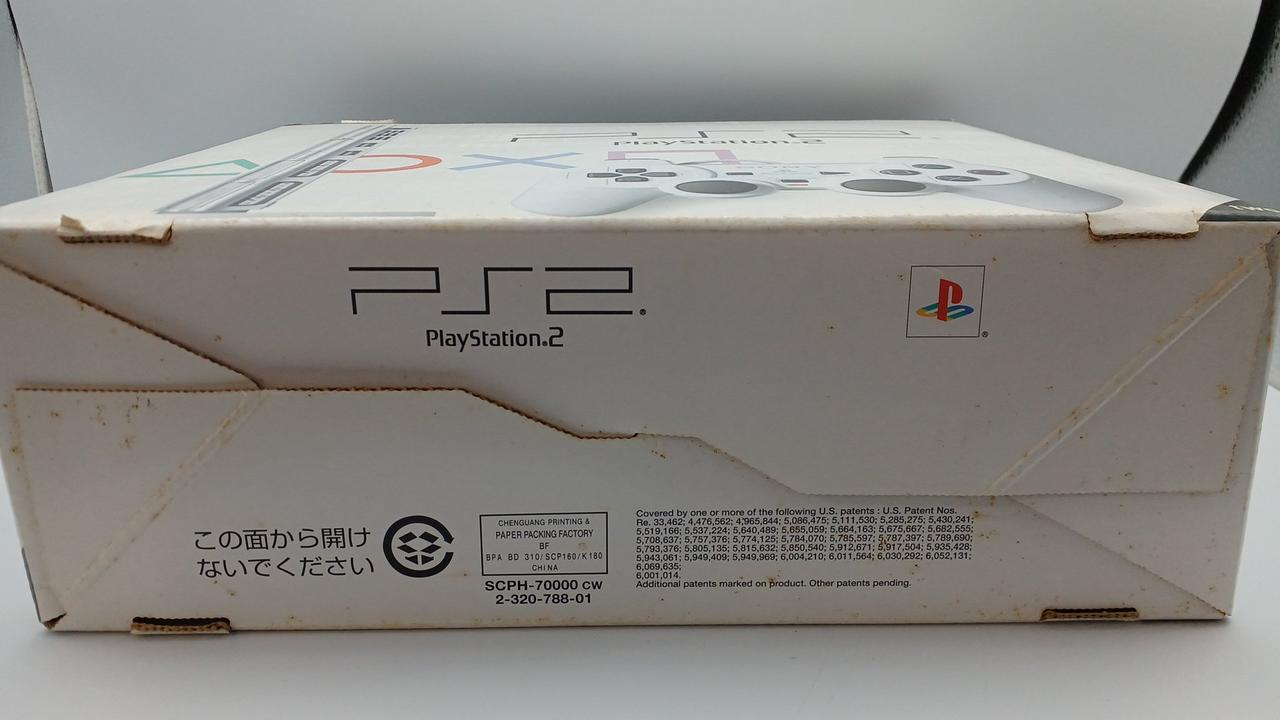 PS2
PlayStation.2
PS2®
PlayStation®2
®
この面から開け
ないでください
CHENGUANG PRINTING &
PAPER PACKING FACTORY
BF
BPA BD 310/SCP160/K180
CHINA
SCPH-70000 CW
2-320-788-01
Covered by one or more of the following U.S. patents : U.S. Patent Nos.
Re. 33,462; 4,476,562; 4,965,844; 5,086,475; 5,111,530; 5,285,275; 5,430,241;
5,519,166; 5,537,224; 5,640,489; 5,655,059; 5,664,163; 5,675,667; 5,682,555;
5,708,637; 5,757,376; 5,774,125; 5,784,070; 5,785,597; 5,787,397; 5,789,690;
5,793,376; 5,805,135; 5,815,632; 5,850,540; 5,912,671; 5,917,504; 5,935,428;
5,943,061; 5,949,409; 5,949,969; 6,004,210; 6,011,564; 6,030,292; 6,052,131;
6,069,635;
6,001,014.
Additional patents marked on product. Other patents pending.